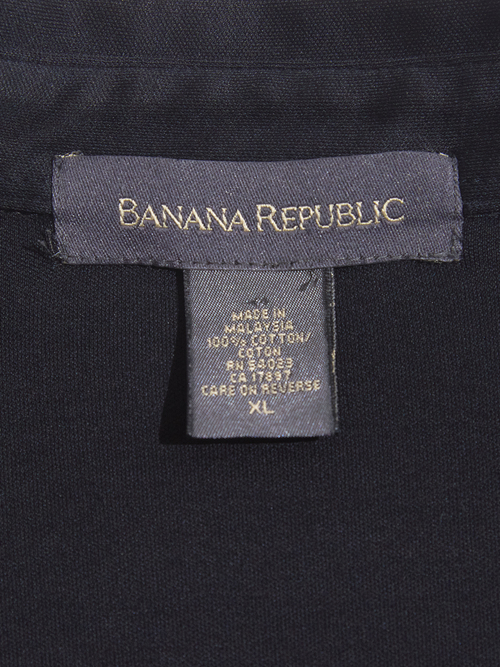 BANANA REPUBLIC
MADE IN
MALAYSIA
100% COTTON/
COTON
RN 54023
CA 17897
CARE ON REVERSE
XL